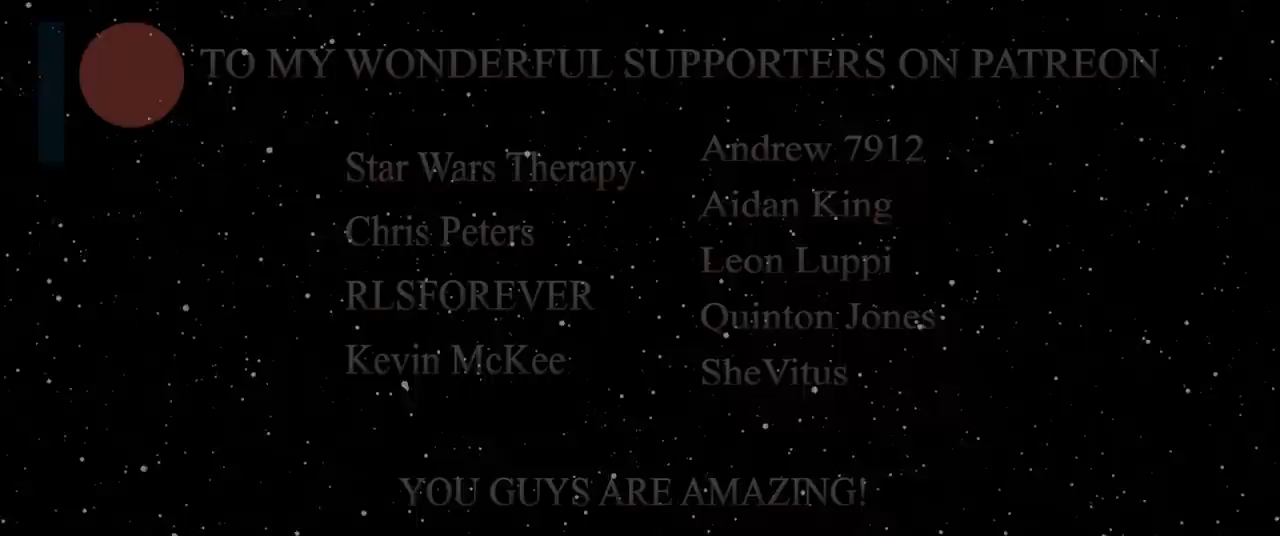 TO MY WONDERFUL SUPPORTERS ON PATREON
Star Wars Therapy
Chris Peters
RLSFOREVER
Kevin McKee
Andrew 7912
Aidan King
Leon Luppi
Quinton Jones
SheVitus
YOU GUYS ARE AMAZING!